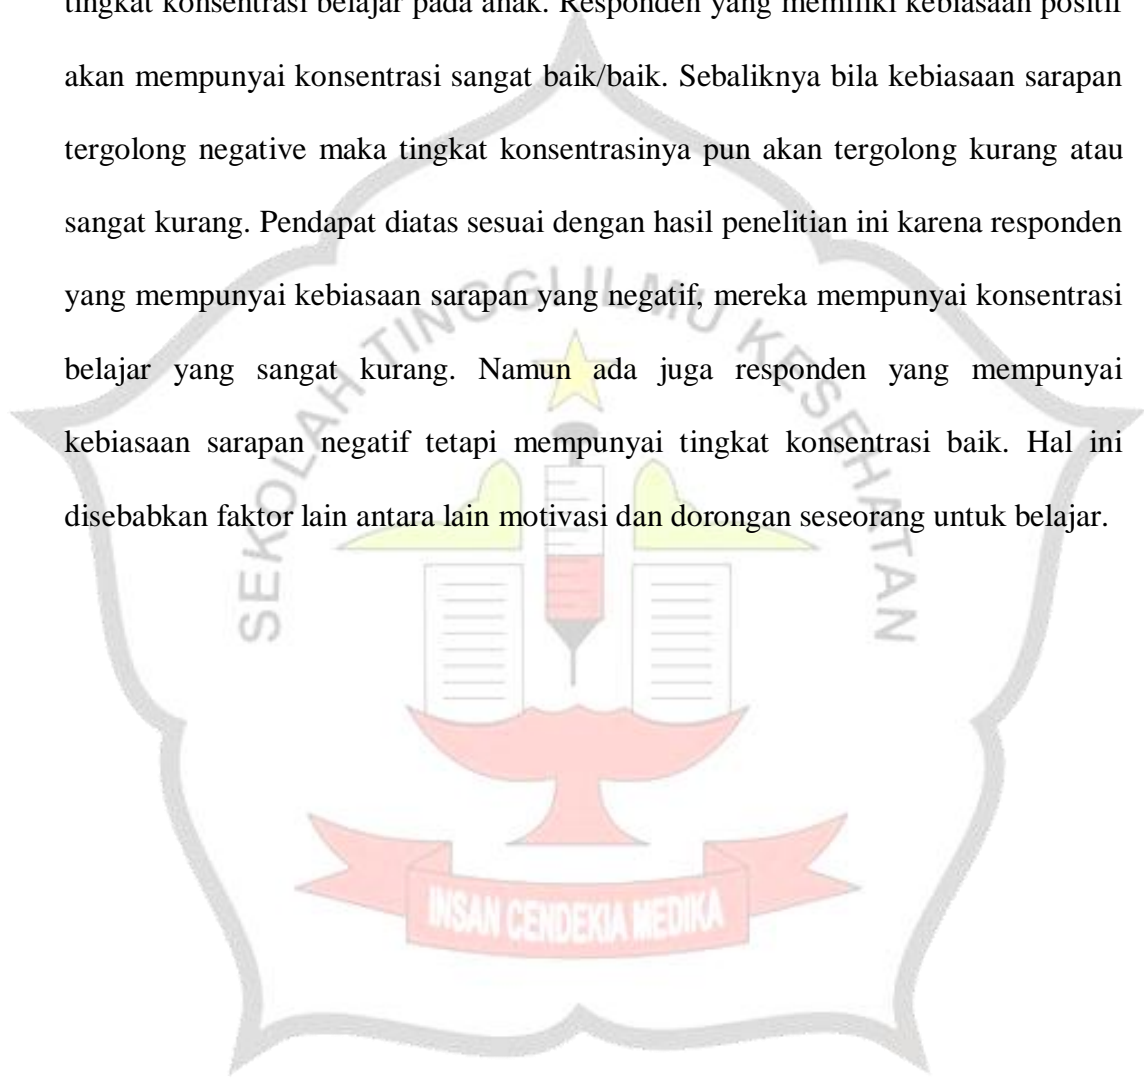 tingkat konsentrasi belajar pada anak. Responden yang memiliki kebiasaan positif
akan mempunyai konsentrasi sangat baik/baik. Sebaliknya bila kebiasaan sarapan
tergolong negative maka tingkat konsentrasinya pun akan tergolong kurang atau
sangat kurang. Pendapat diatas sesuai dengan hasil penelitian ini karena responden
yang mempunyai kebiasaan sarapan yang negatif, mereka mempunyai konsentrasi
belajar yang sangat kurang. Namun ada juga responden yang mempunyai
kebiasaan sarapan negatif tetapi mempunyai tingkat konsentrasi baik. Hal ini
disebabkan faktor lain antara lain motivasi dan dorongan seseorang untuk belajar.
SEKOLAH TINGGI ILMU KESEHATAN
INSAN CENDEKIA MEDIKA